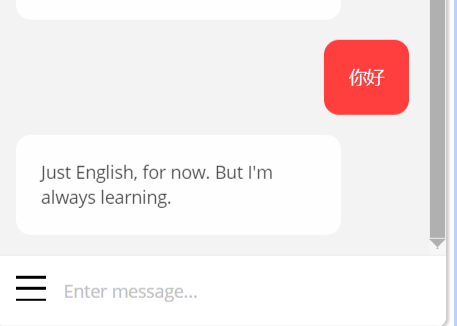 你好
Just English, for now. But I'm
always learning.
Enter message...